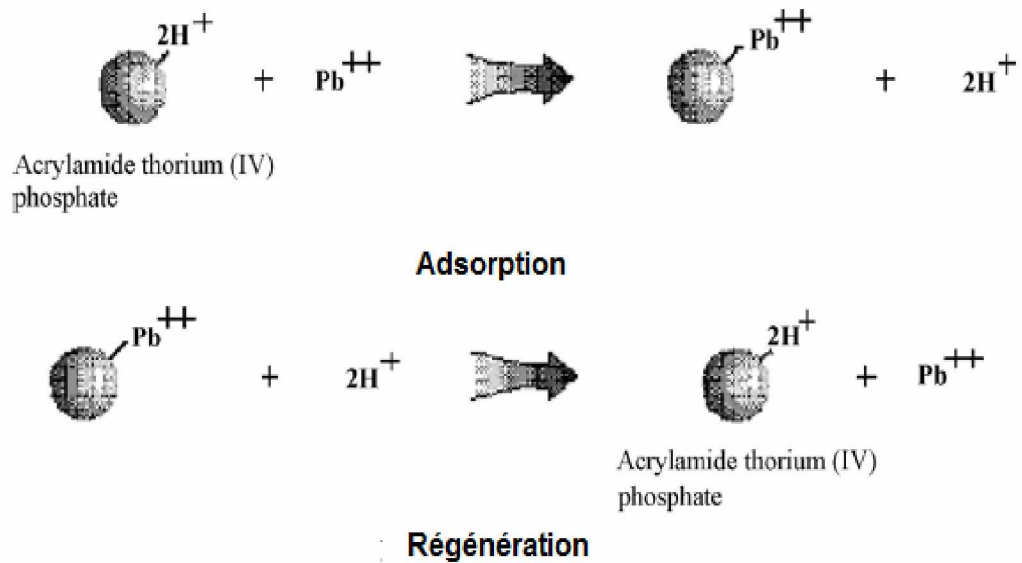 2H⁺ + Pb⁺⁺ Pb⁺⁺ + 2H⁺
Acrylamide thorium (IV)
phosphate
Adsorption
Pb⁺⁺ + 2H⁺ 2H⁺ + Pb⁺⁺
Acrylamide thorium (IV)
phosphate
Régénération